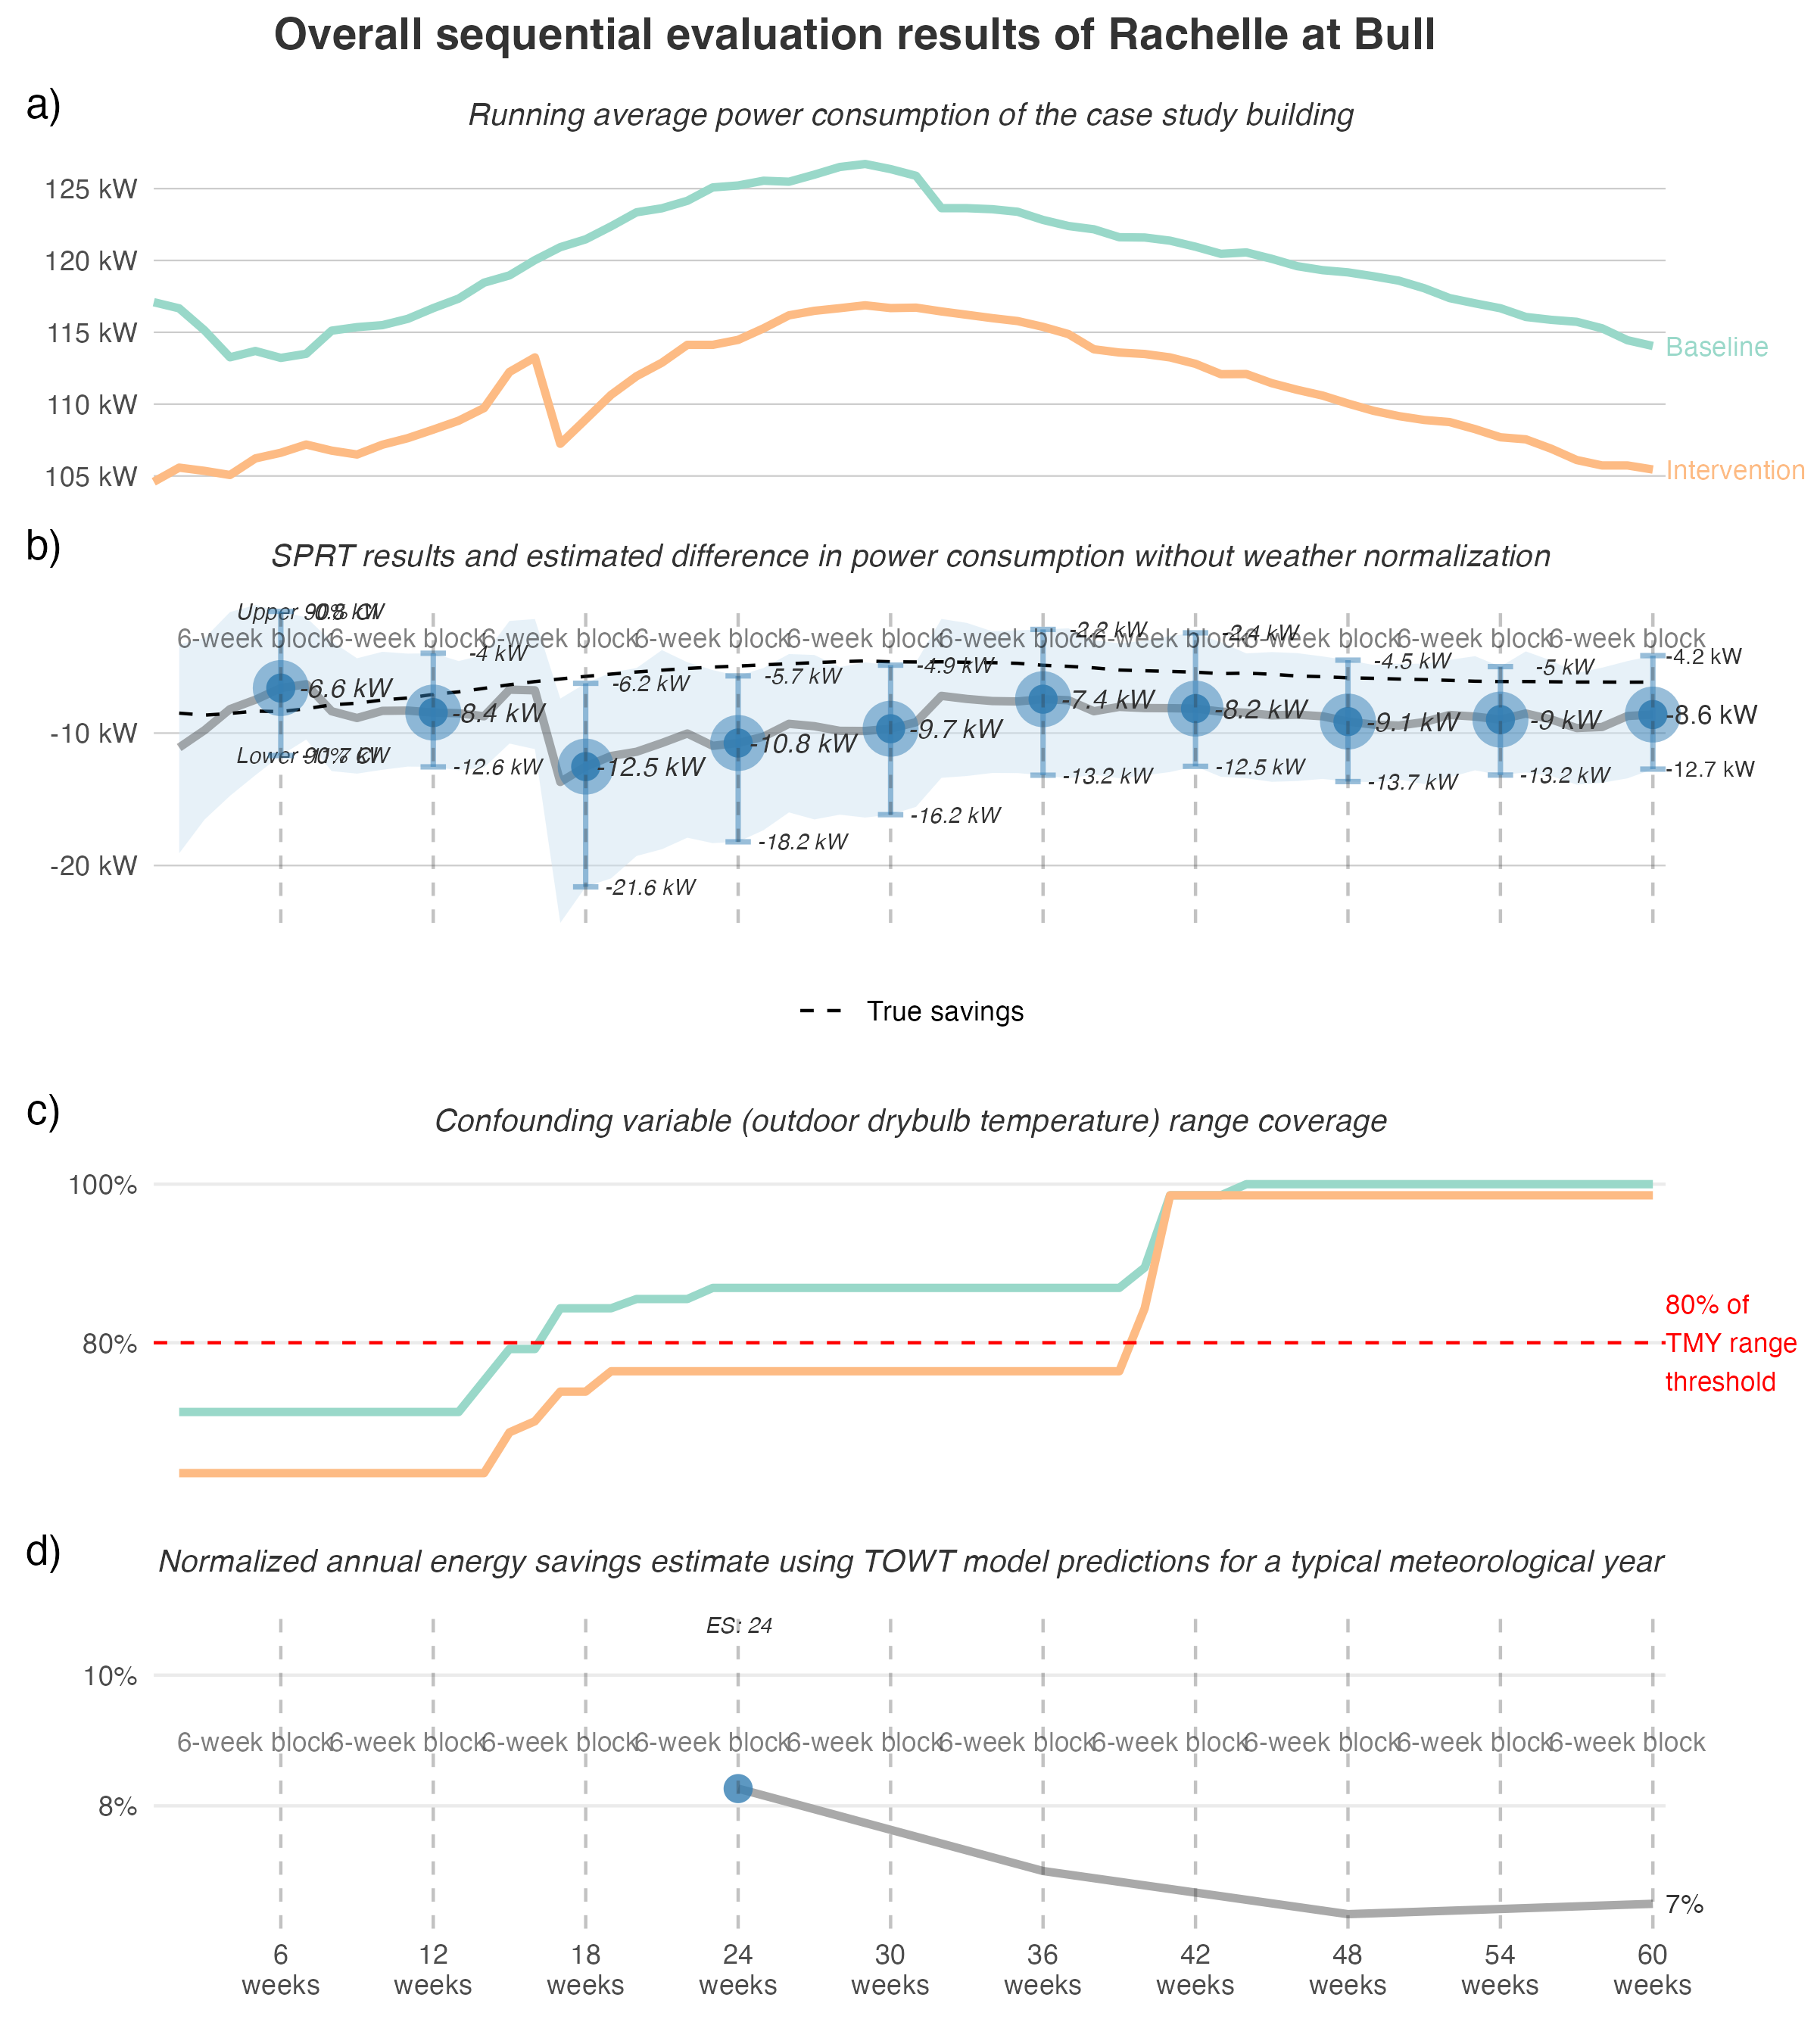 Overall sequential evaluation results of Rachelle at Bull
a)
Running average power consumption of the case study building
125 kW
120 kW
115 kW
110 kW
105 kW
Baseline
Intervention
b)
SPRT results and estimated difference in power consumption without weather normalization
Upper 90% CI
-0.8 kW
6-week block 6-week block 6-week block 6-week block 6-week block 6-week block 6-week block 6-week block 6-week block 6-week block
-4 kW
-6.2 kW
-5.7 kW
-4.9 kW
-2.2 kW
-2.4 kW
-4.5 kW
-5 kW
-4.2 kW
-6.6 kW
-8.4 kW
-12.5 kW
-10.8 kW
-9.7 kW
-7.4 kW
-8.2 kW
-9.1 kW
-9 kW
-8.6 kW
-10 kW
Lower 90% CI
-12.6 kW
-21.6 kW
-18.2 kW
-16.2 kW
-13.2 kW
-12.5 kW
-13.7 kW
-13.2 kW
-12.7 kW
-20 kW
True savings
c)
Confounding variable (outdoor drybulb temperature) range coverage
100%
80%
80% of
TMY range
threshold
d)
Normalized annual energy savings estimate using TOWT model predictions for a typical meteorological year
ES: 24
10%
6-week block 6-week block 6-week block 6-week block 6-week block 6-week block 6-week block 6-week block 6-week block 6-week block
8%
7%
6 12 18 24 30 36 42 48 54 60
weeks weeks weeks weeks weeks weeks weeks weeks weeks weeks